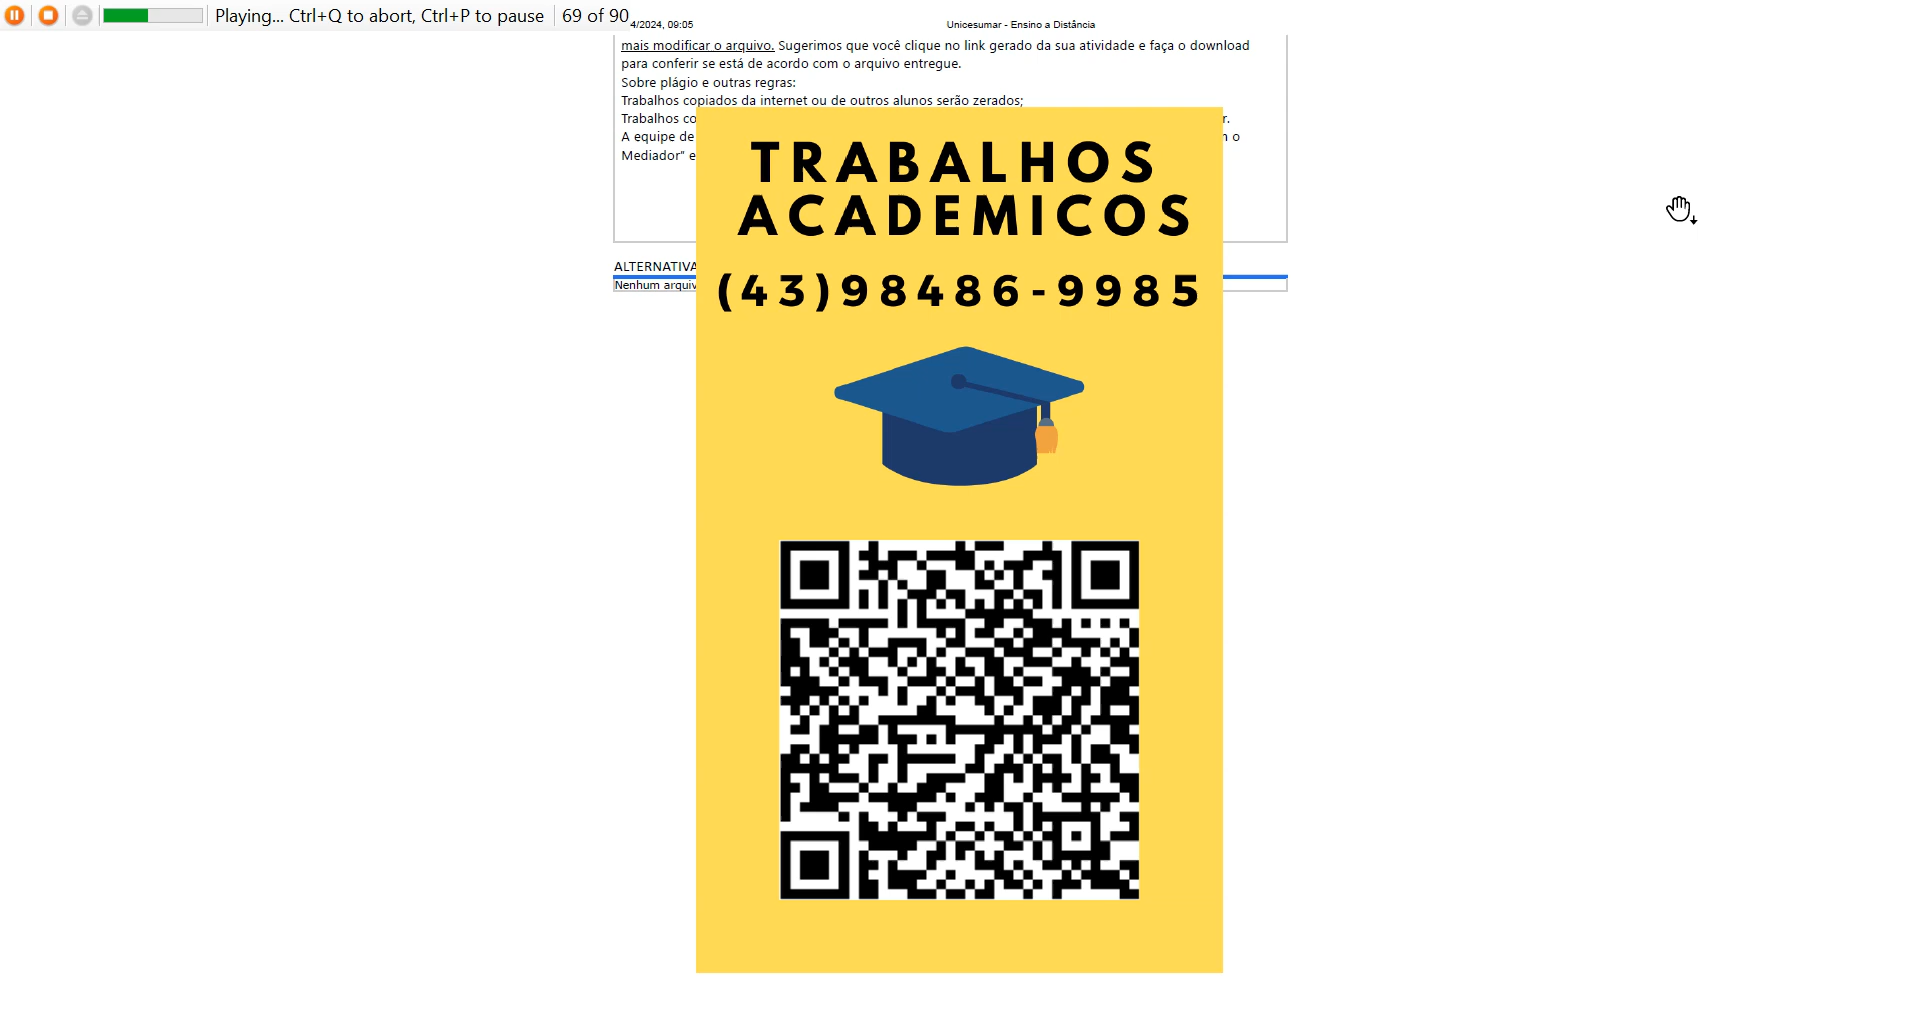 Playing... Ctrl+Q to abort, Ctrl+P to pause
69 of 90
4/2024, 09:05
Unicesumar - Ensino a Distância
mais modificar o arquivo. Sugerimos que você clique no link gerado da sua atividade e faça o download
para conferir se está de acordo com o arquivo entregue.
Sobre plágio e outras regras:
Trabalhos copiados da internet ou de outros alunos serão zerados;
Trabalhos co
r.
A equipe de
o
Mediador" e
TRABALHOS
ACADEMICOS
ALTERNATIVA
Nenhum arquiv
(43)98486-9985